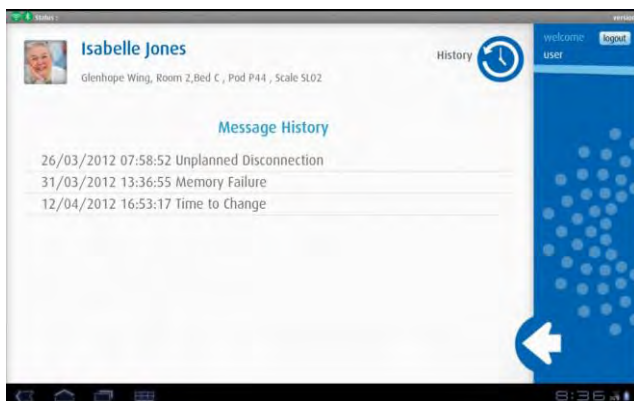 Status :
version
Isabelle Jones
Glenhope Wing, Room 2,Bed C , Pod P44 , Scale SL02
History
welcome
logout
user
Message History
26/03/2012 07:58:52 Unplanned Disconnection
31/03/2012 13:36:55 Memory Failure
12/04/2012 16:53:17 Time to Change
8:36